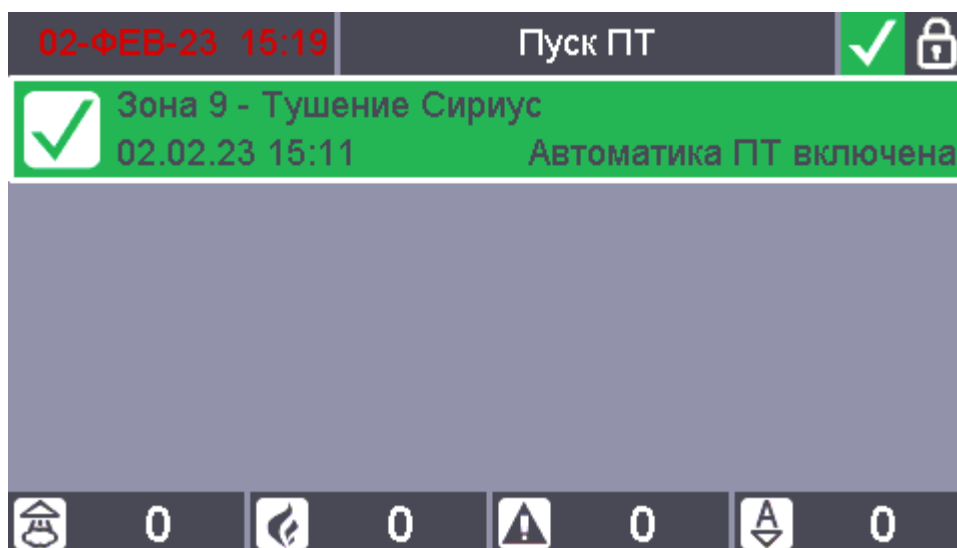 02-ФЕВ-23 15:19 Пуск ПТ
Зона 9 - Тушение Сириус
02.02.23 15:11 Автоматика ПТ включена
0 0 0 A 0